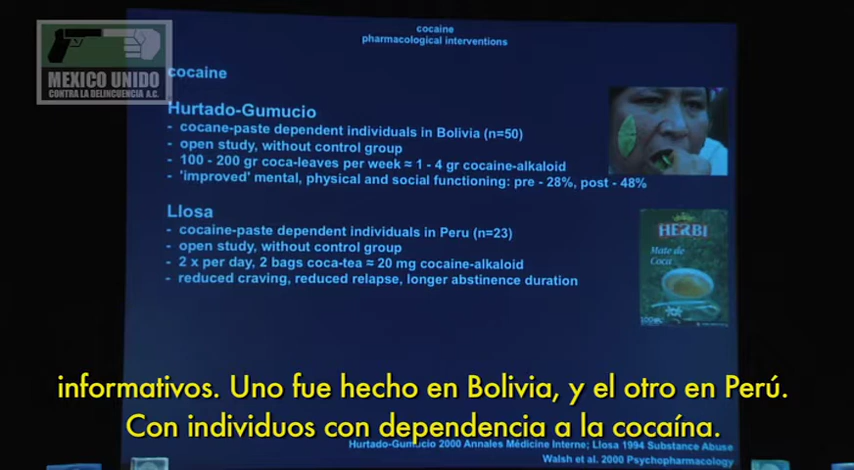 cocaine
pharmacological interventions
MEXICO UNIDO
CONTRA LA DELINCUENCIA A.C.
cocaine
Hurtado-Gumucio
- cocane-paste dependent individuals in Bolivia (n=50)
- open study, without control group
- 100 - 200 gr coca-leaves per week ≈ 1 - 4 gr cocaine-alkaloid
- 'improved' mental, physical and social functioning: pre - 28%, post - 48%
Llosa
- cocaine-paste dependent individuals in Peru (n=23)
- open study, without control group
- 2 x per day, 2 bags coca-tea ≈ 20 mg cocaine-alkaloid
- reduced craving, reduced relapse, longer abstinence duration
HERBI
Mate de
Coca
informativos. Uno fue hecho en Bolivia, y el otro en Perú.
Con individuos con dependencia a la cocaína.
Hurtado-Gumucio 2000 Annales Médicine Interne; Llosa 1994 Substance Abuse
Walsh et al. 2000 Psychopharmacology